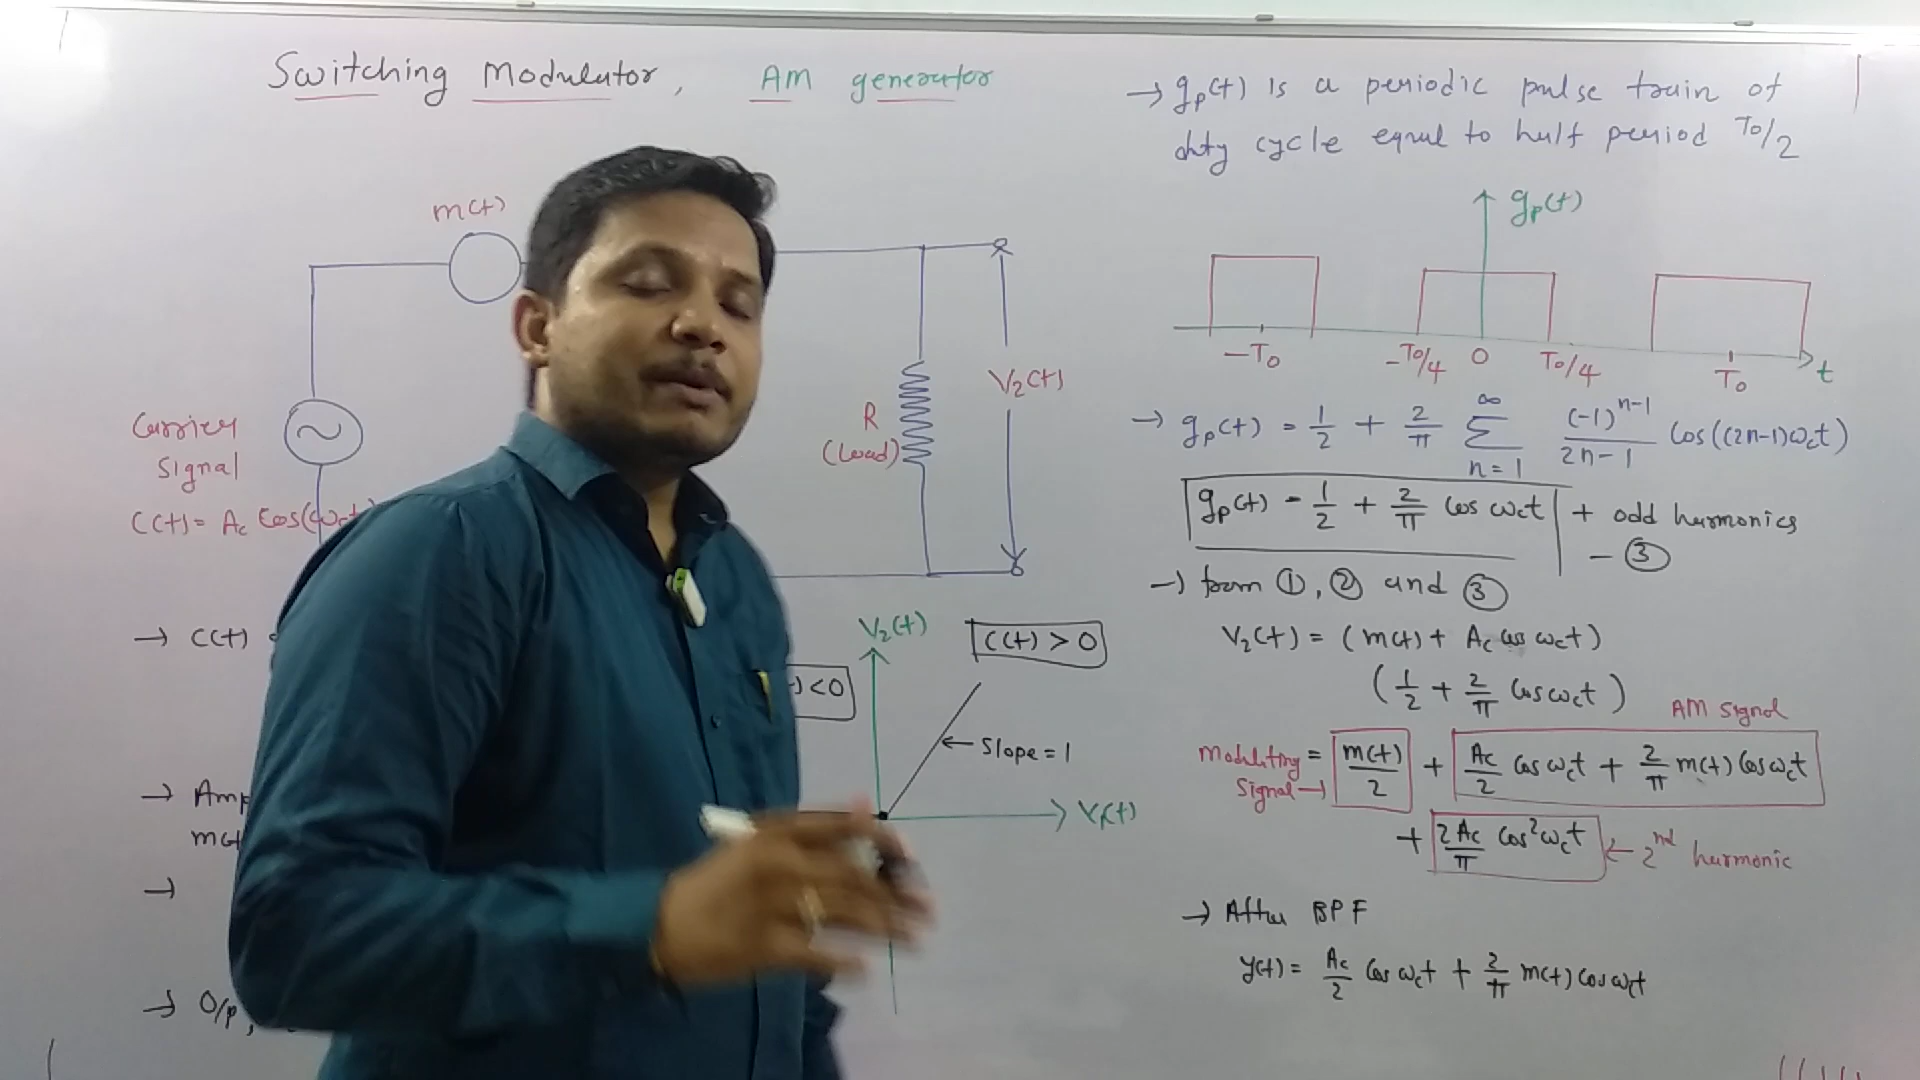 Switching Modulator, AM generator
m(t)
Carrier
Signal
C(t) = Ac Cos(ωct)
R
(Load)
V2(t)
→ C(t)
→ Amp
m(t)
→
→ O/p,
V2(t)
C(t) > 0
) < 0
← Slope = 1
V1(t)
→ gp(t) is a periodic pulse train of
duty cycle equal to half period To/2
gp(t)
-To -To/4 0 To/4 To t
→ gp(t) = 1/2 + 2/π ∞Σn=1 (-1)^(n-1)/(2n-1) Cos((2n-1)ωct)
gp(t) = 1/2 + 2/π cos ωct + odd harmonics
- ③
→ form ①, ② and ③
V2(t) = (m(t) + Ac cos ωct)
(1/2 + 2/π Cos ωct)
AM Signal
Modulting
Signal →
= m(t)/2 + Ac/2 Cos ωct + 2/π m(t) Cos ωct
+ 2Ac/π Cos²ωct ← 2nd harmonic
→ After BPF
y(t) = Ac/2 Cos ωct + 2/π m(t) Cos ωct